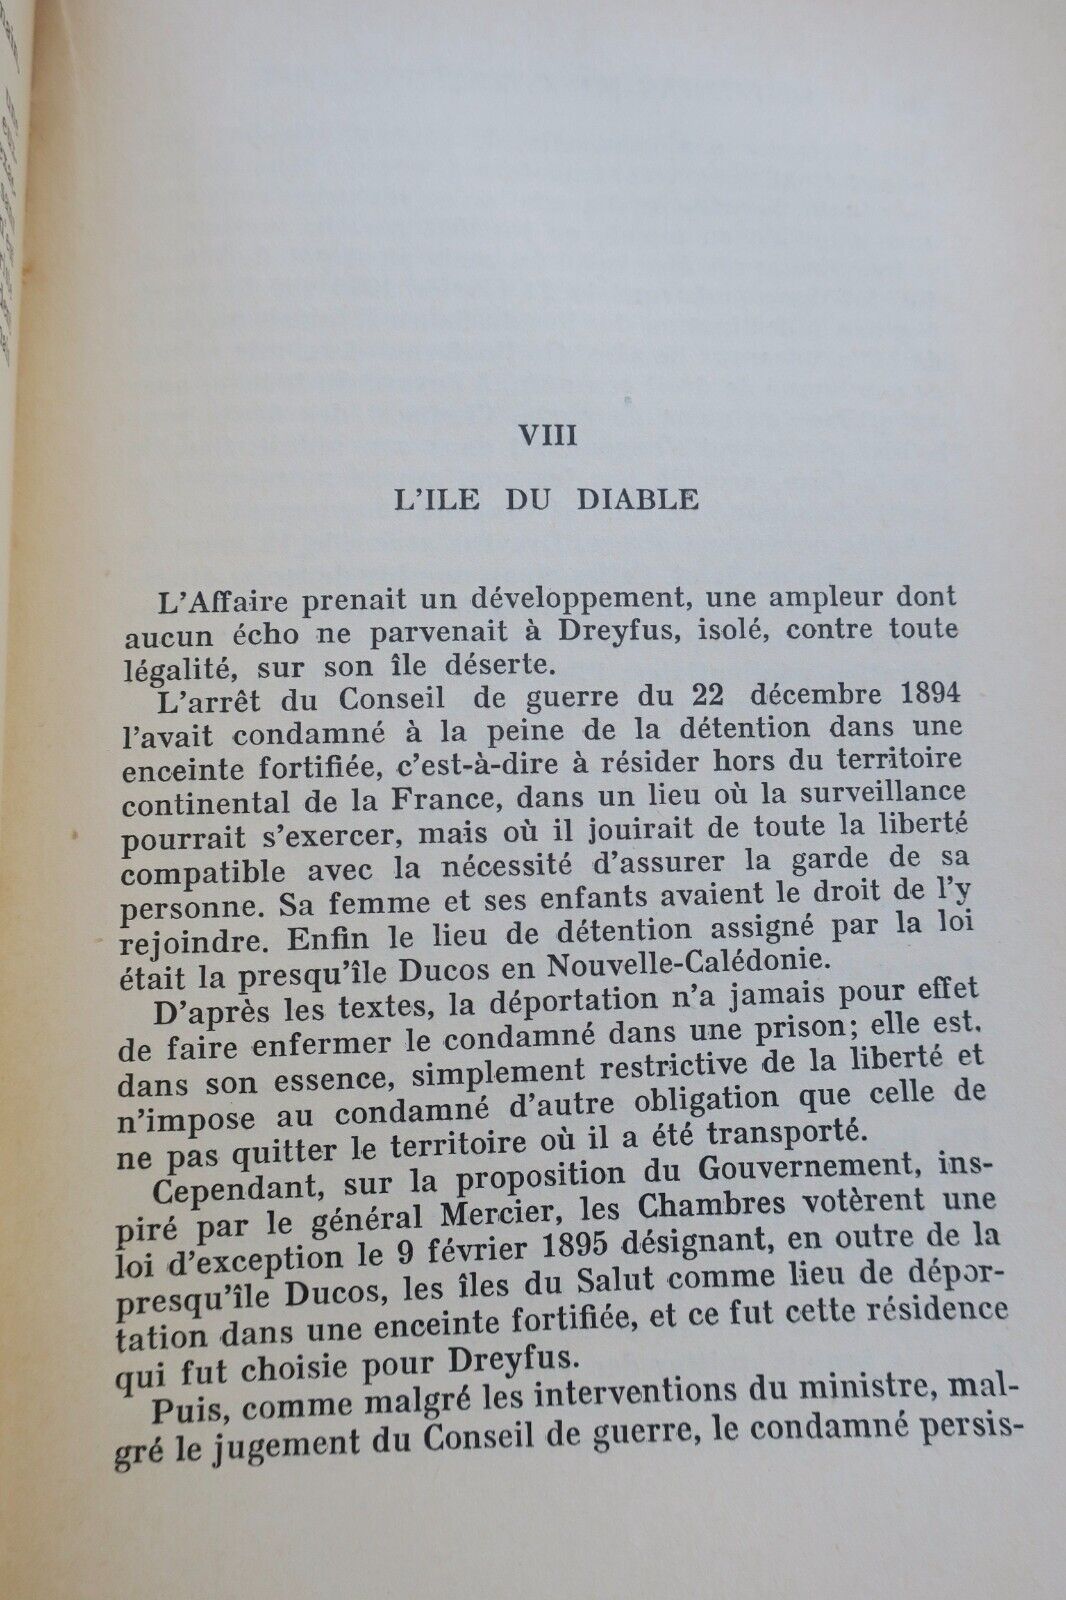 VIII
L'ILE DU DIABLE
L'Affaire prenait un développement, une ampleur dont
aucun écho ne parvenait à Dreyfus, isolé, contre toute
légalité, sur son île déserte.
L'arrêt du Conseil de guerre du 22 décembre 1894
l'avait condamné à la peine de la détention dans une
enceinte fortifiée, c'est-à-dire à résider hors du territoire
continental de la France, dans un lieu où la surveillance
pourrait s'exercer, mais où il jouirait de toute la liberté
compatible avec la nécessité d'assurer la garde de sa
personne. Sa femme et ses enfants avaient le droit de l'y
rejoindre. Enfin le lieu de détention assigné par la loi
était la presqu'île Ducos en Nouvelle-Calédonie.
D'après les textes, la déportation n'a jamais pour effet
de faire enfermer le condamné dans une prison; elle est.
dans son essence, simplement restrictive de la liberté et
n'impose au condamné d'autre obligation que celle de
ne pas quitter le territoire où il a été transporté.
Cependant, sur la proposition du Gouvernement, ins-
piré par le général Mercier, les Chambres votèrent une
loi d'exception le 9 février 1895 désignant, en outre de la
presqu'île Ducos, les îles du Salut comme lieu de dépor-
tation dans une enceinte fortifiée, et ce fut cette résidence
qui fut choisie pour Dreyfus.
Puis, comme malgré les interventions du ministre, mal-
gré le jugement du Conseil de guerre, le condamné persis-